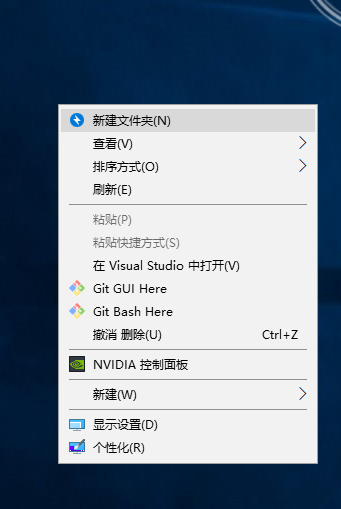 新建文件夹(N)
查看(V)
排序方式(O)
刷新(E)
粘贴(P)
粘贴快捷方式(S)
在 Visual Studio 中打开(V)
Git GUI Here
Git Bash Here
撤消 删除(U) Ctrl+Z
NVIDIA 控制面板
新建(W)
显示设置(D)
个性化(R)